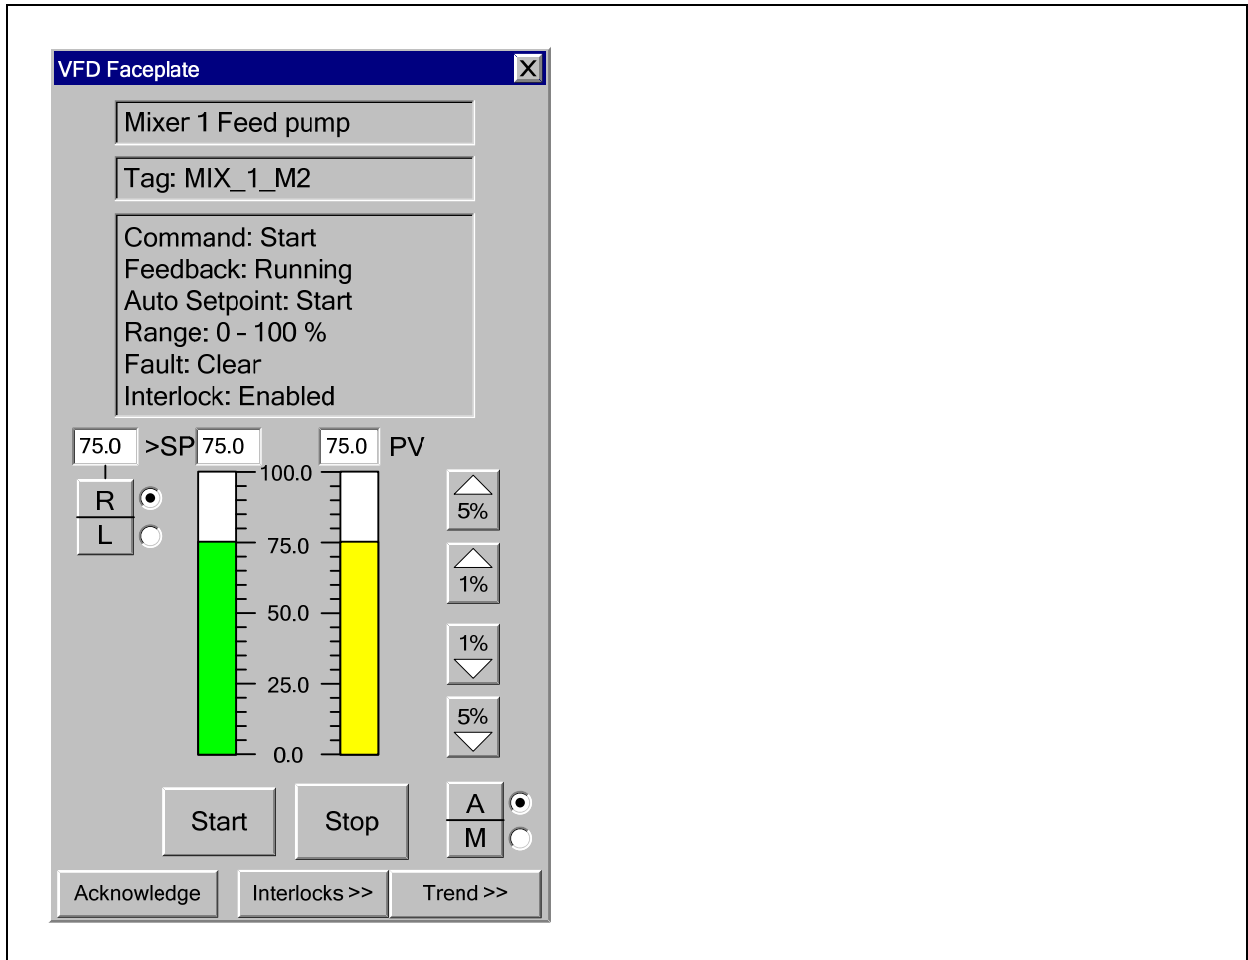 VFD Faceplate X
Mixer 1 Feed pump
Tag: MIX_1_M2
Command: Start
Feedback: Running
Auto Setpoint: Start
Range: 0 - 100 %
Fault: Clear
Interlock: Enabled
75.0 >SP 75.0 75.0 PV
100.0
R
L
75.0
50.0
25.0
0.0
5%
1%
1%
5%
Start Stop
A
M
Acknowledge Interlocks >> Trend >>